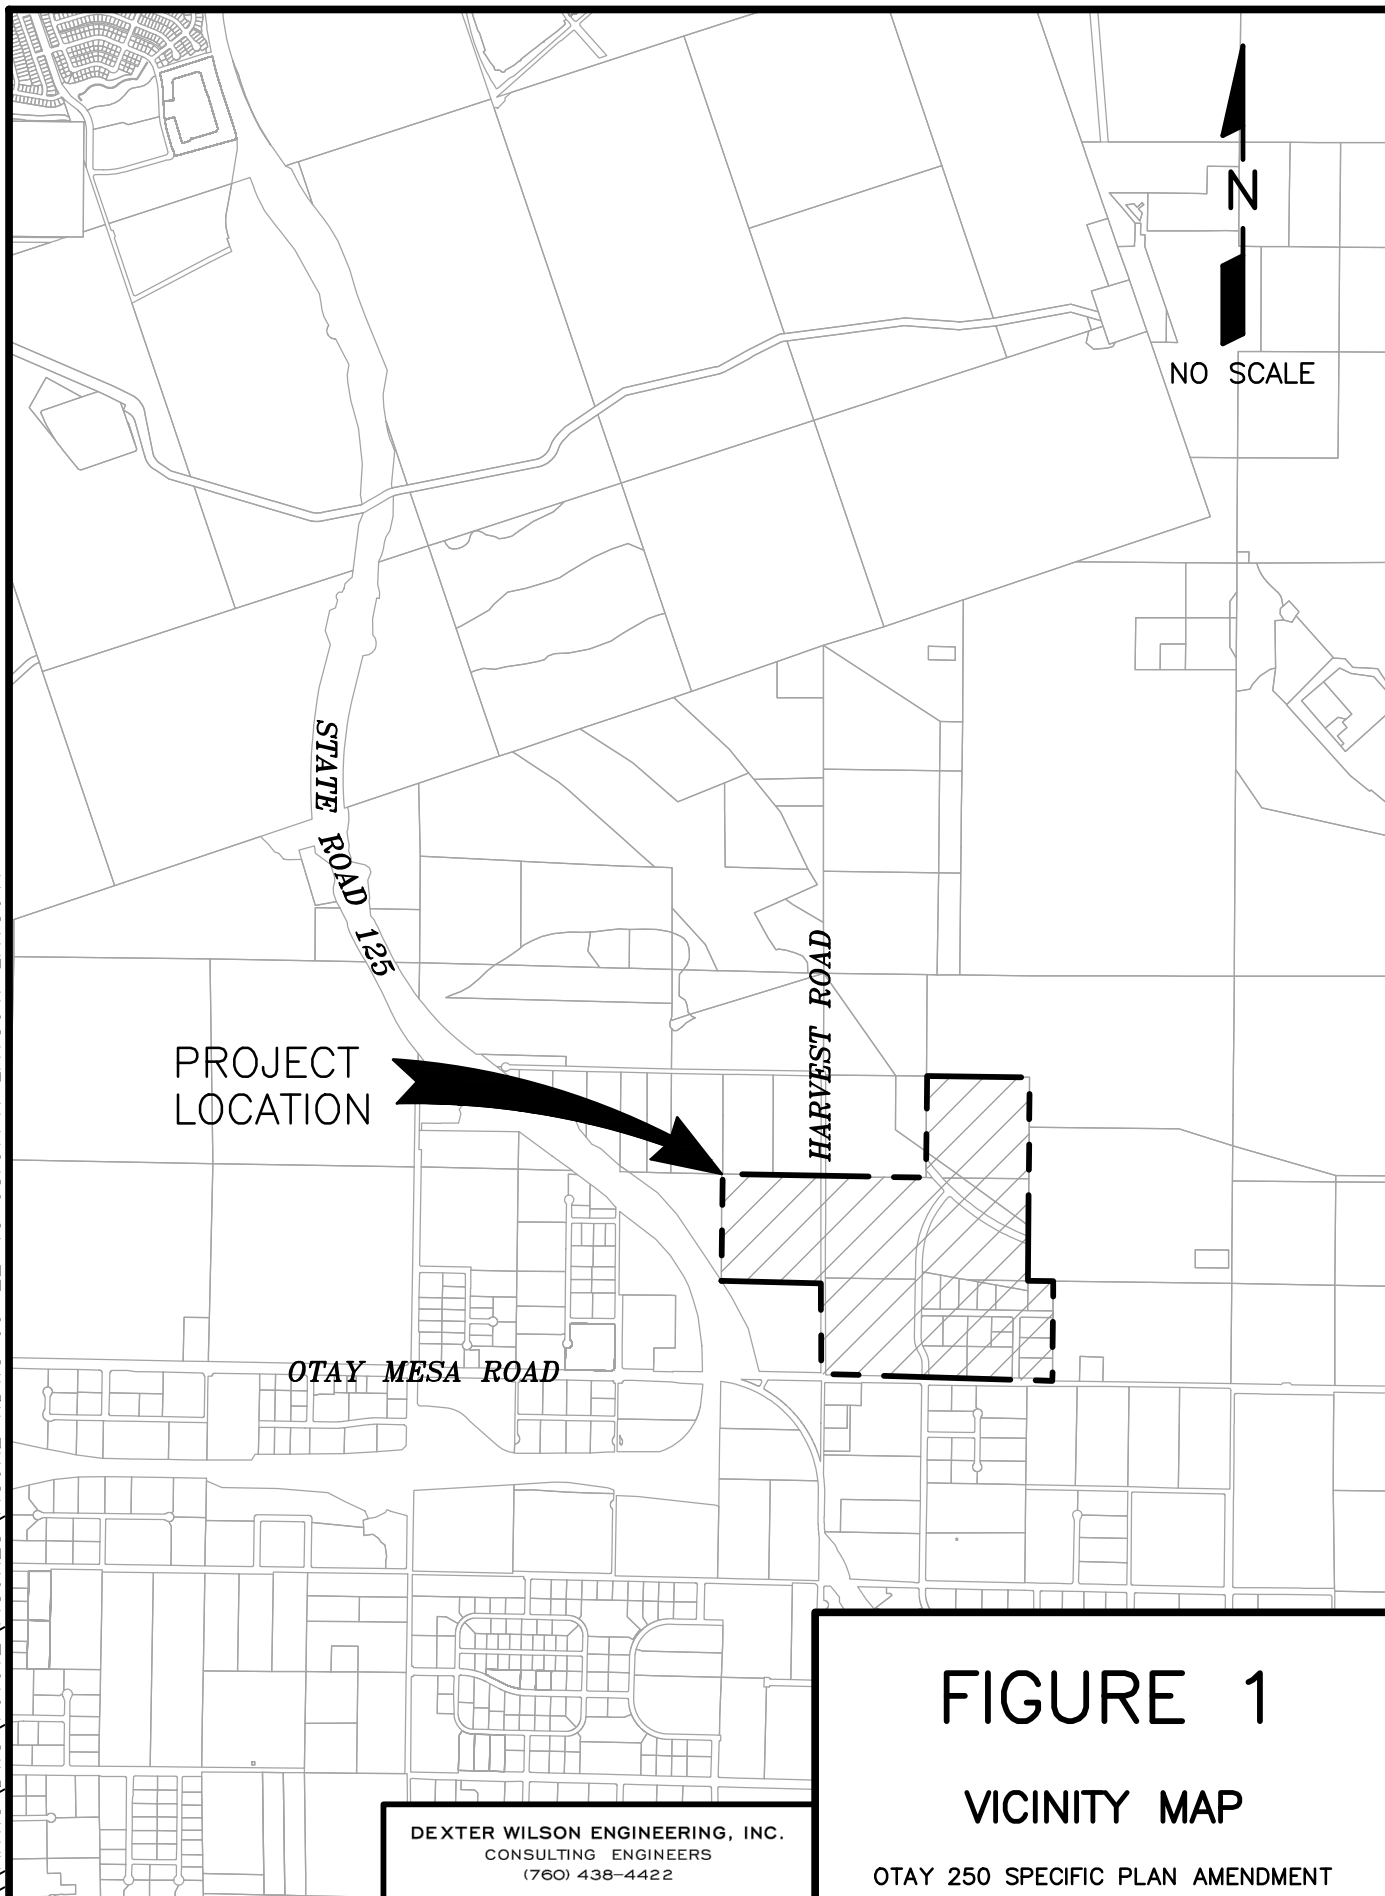 N
NO SCALE
STATE ROAD 125
HARVEST ROAD
PROJECT
LOCATION
OTAY MESA ROAD
FIGURE 1
VICINITY MAP
OTAY 250 SPECIFIC PLAN AMENDMENT
DEXTER WILSON ENGINEERING, INC.
CONSULTING ENGINEERS
(760) 438-4422